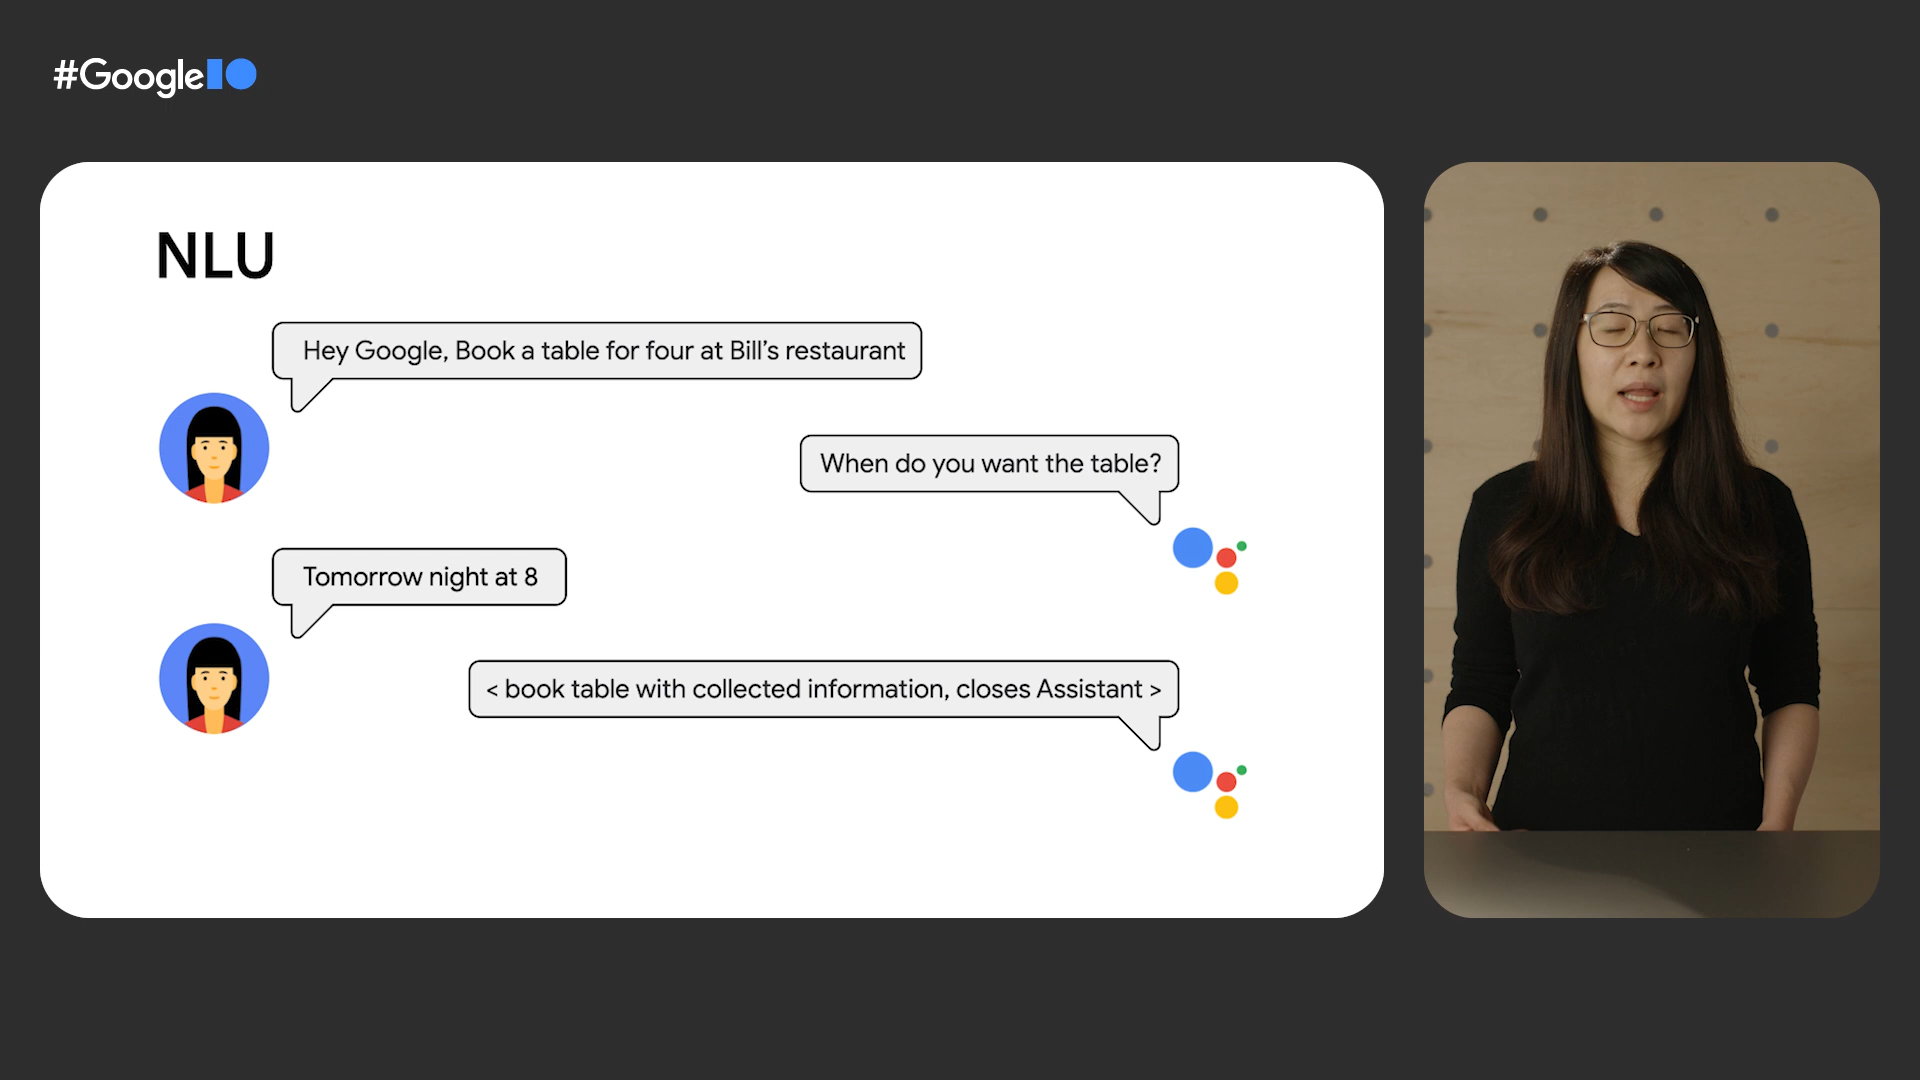 #GoogleIO
NLU
Hey Google, Book a table for four at Bill’s restaurant
When do you want the table?
Tomorrow night at 8
< book table with collected information, closes Assistant >